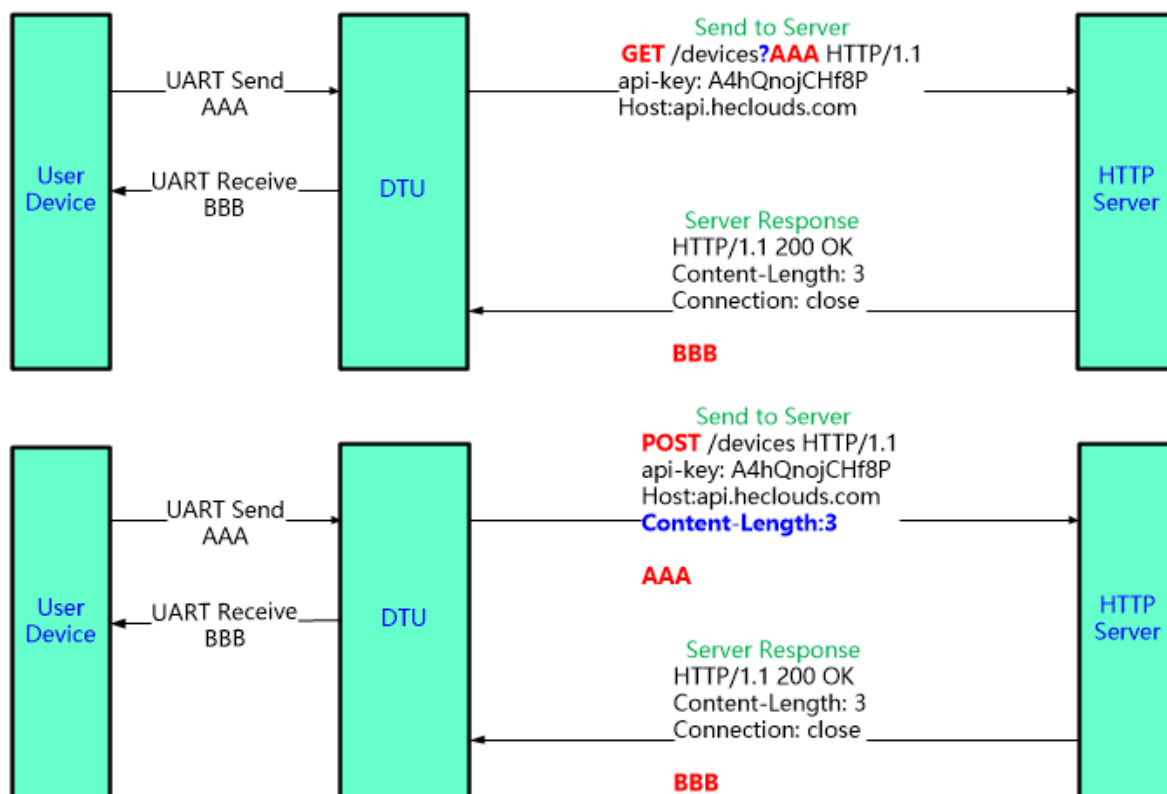 Send to Server
GET /devices?AAA HTTP/1.1
api-key: A4hQnojCHf8P
Host:api.heclouds.com
UART Send
AAA
User
Device
UART Receive
BBB
DTU
HTTP
Server
Server Response
HTTP/1.1 200 OK
Content-Length: 3
Connection: close
BBB
Send to Server
POST /devices HTTP/1.1
api-key: A4hQnojCHf8P
Host:api.heclouds.com
Content-Length:3
AAA
UART Send
AAA
User
Device
UART Receive
BBB
DTU
HTTP
Server
Server Response
HTTP/1.1 200 OK
Content-Length: 3
Connection: close
BBB